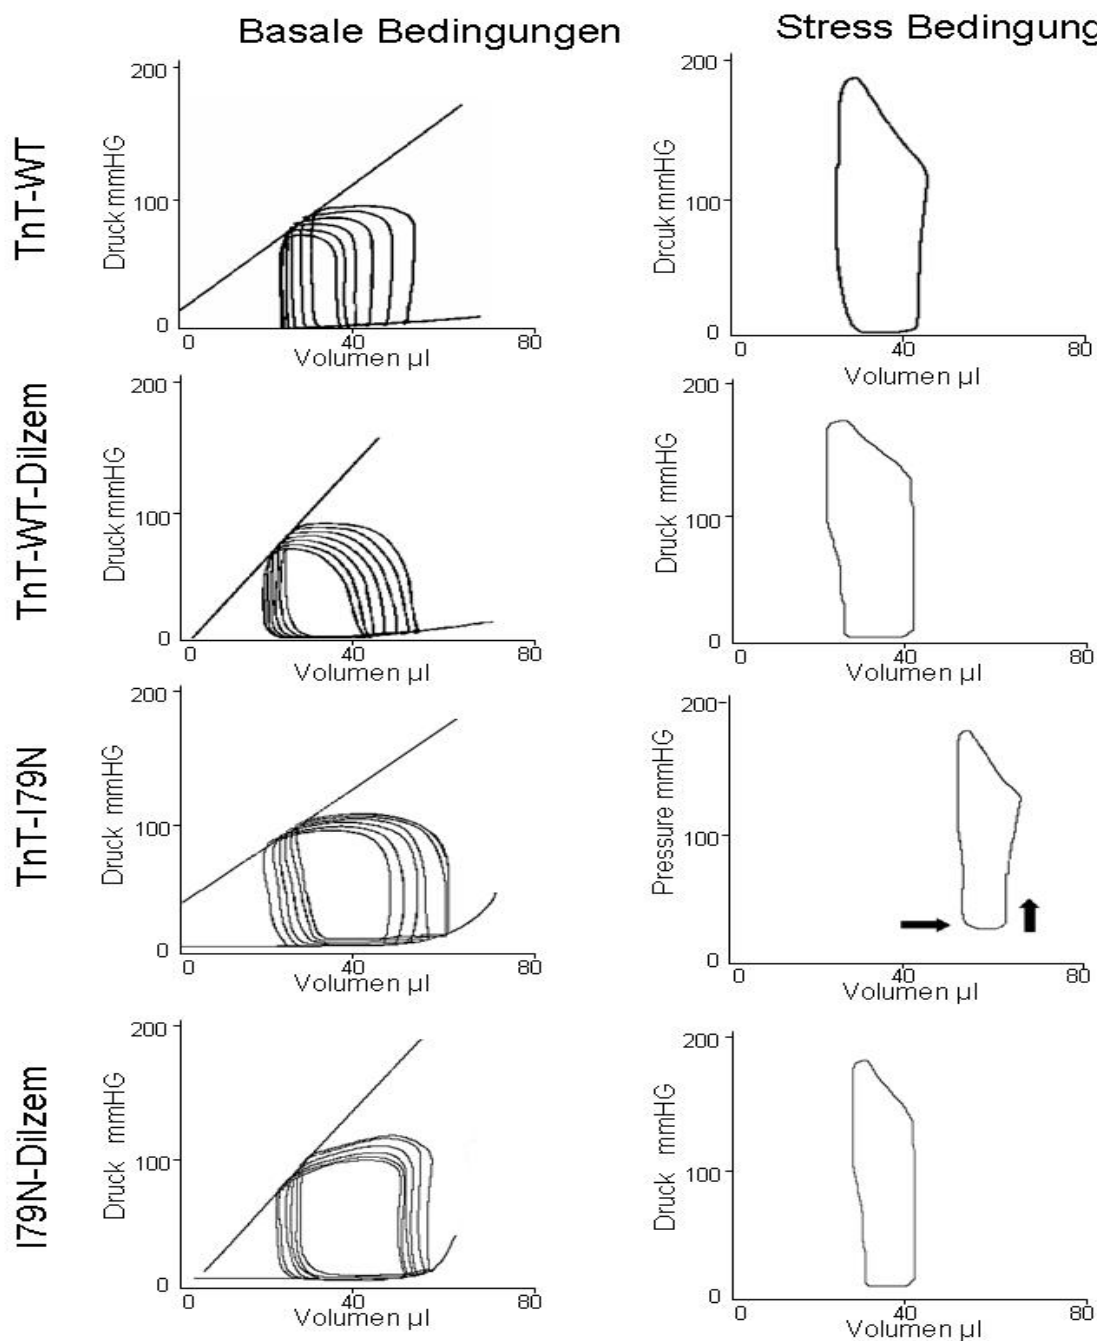 Basale Bedingungen
Stress Bedingung
TnT-WT
Druck mmHG
200
100
0
0 40 80
Volumen µl
Drcuk mmHG
200
100
0
0 40 80
Volumen µl
TnT-WT-Dilzem
Druck mmHG
200
100
0
0 40 80
Volumen µl
Druck mmHG
200
100
0
0 40 80
Volumen µl
TnT-I79N
Druck mmHG
200
100
0
0 40 80
Volumen µl
Pressure mmHG
200
100
0
0 40 80
Volumen µl
I79N-Dilzem
Druck mmHG
200
100
0
0 40 80
Volumen µl
Druck mmHG
200
100
0
0 40 80
Volumen µl